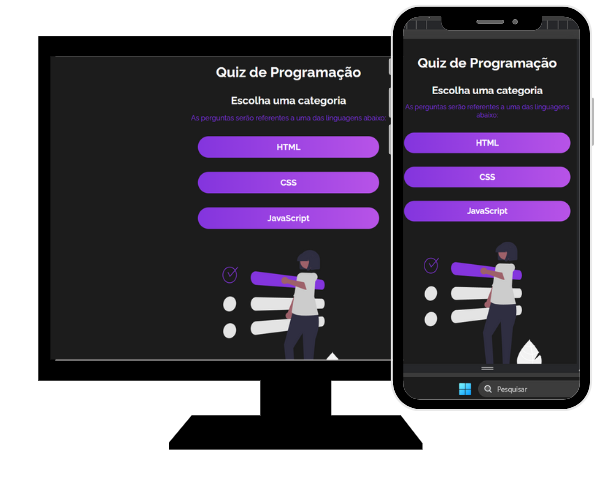 Quiz de Programação
Escolha uma categoria
As perguntas serão referentes a uma das linguagens abaixo
HTML
CSS
JavaScript
Quiz de Programação
Escolha uma categoria
As perguntas serão referentes a uma das linguagens
abaixo
HTML
CSS
JavaScript
Pesquisar